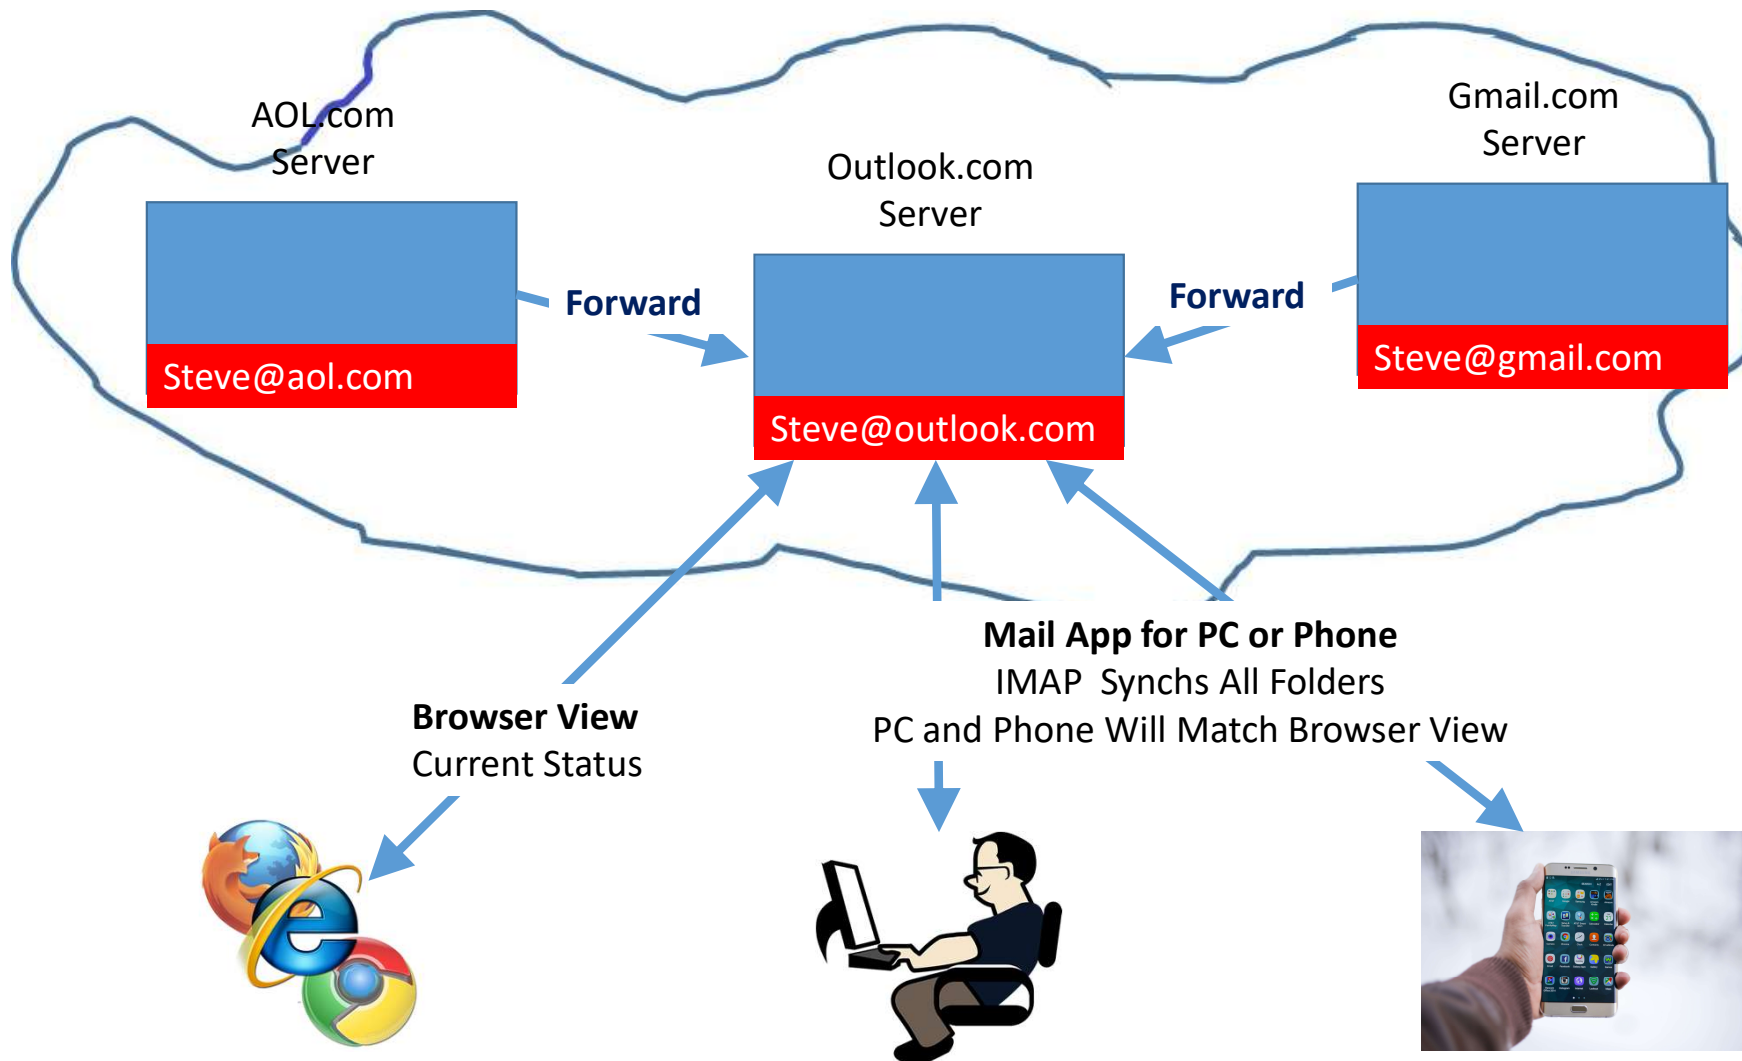 AOL.com
Server
Outlook.com
Server
Gmail.com
Server
Forward
Forward
Steve@aol.com
Steve@outlook.com
Steve@gmail.com
Browser View
Current Status
Mail App for PC or Phone
IMAP  Synchs All Folders
PC and Phone Will Match Browser View